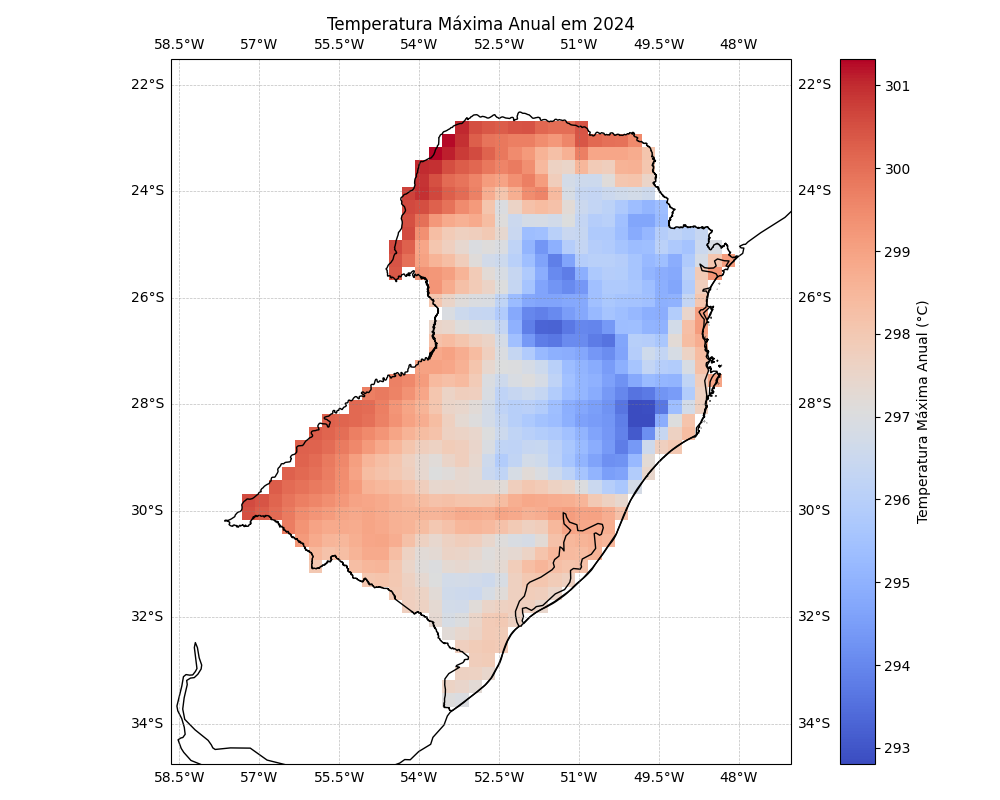 Temperatura Máxima Anual em 2024
58.5°W 57°W 55.5°W 54°W 52.5°W 51°W 49.5°W 48°W
22°S 22°S
24°S 24°S
26°S 26°S
28°S 28°S
30°S 30°S
32°S 32°S
34°S 34°S
58.5°W 57°W 55.5°W 54°W 52.5°W 51°W 49.5°W 48°W
301
300
299
298
297
296
295
294
293
Temperatura Máxima Anual (°C)